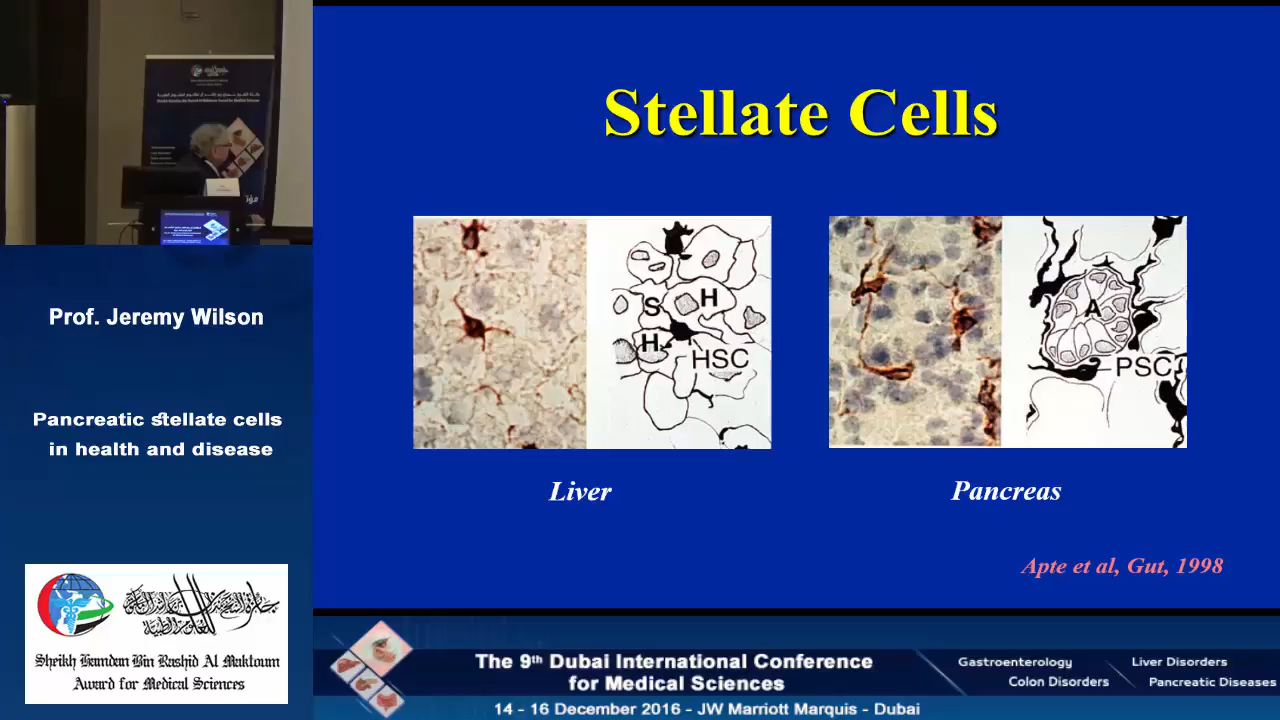 Stellate Cells
S
H
H
HSC
A
PSC
Liver
Pancreas
Apte et al, Gut, 1998
Prof. Jeremy Wilson
Pancreatic stellate cells
in health and disease
Sheikh Hamdan Bin Rashid Al Maktoum
Award for Medical Sciences
The 9th Dubai International Conference
for Medical Sciences
14 - 16 December 2016 - JW Marriott Marquis - Dubai
Gastroenterology
Liver Disorders
Colon Disorders
Pancreatic Diseases